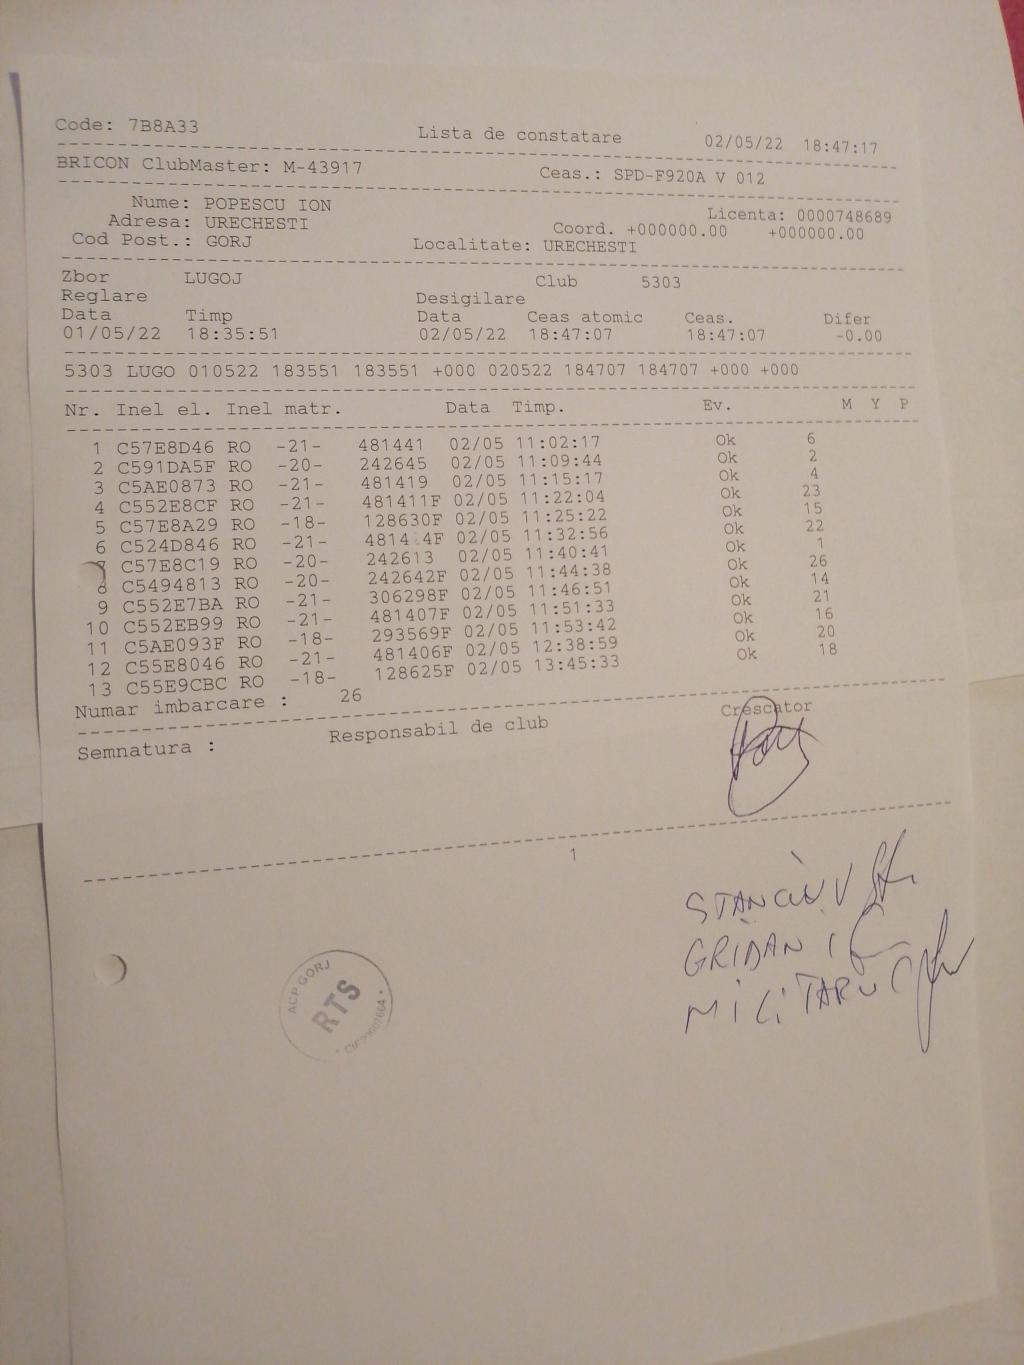 Code: 7B8A33 Lista de constatare 02/05/22 18:47:17
BRICON ClubMaster: M-43917 Ceas.: SPD-F920A V 012
Nume: POPESCU ION Licenta: 0000748689
Adresa: URECHESTI Coord. +000000.00 +000000.00
Cod Post.: GORJ Localitate: URECHESTI
Zbor LUGOJ Club 5303
Reglare Desigilare
Data Timp Data Ceas atomic Ceas. Difer
01/05/22 18:35:51 02/05/22 18:47:07 18:47:07 -0.00
5303 LUGO 010522 183551 183551 +000 020522 184707 184707 +000 +000
Nr. Inel el. Inel matr. Data Timp. Ev. M Y P
1 C57E8D46 RO -21- 481441 02/05 11:02:17 Ok 6
2 C591DA5F RO -20- 242645 02/05 11:09:44 Ok 2
3 C5AE0873 RO -21- 481419 02/05 11:15:17 Ok 4
4 C552E8CF RO -21- 481411F 02/05 11:22:04 Ok 23
5 C57E8A29 RO -18- 128630F 02/05 11:25:22 Ok 15
6 C524D846 RO -21- 02/05 11:32:56 Ok 22
7 C57E8C19 RO -20- 242613 02/05 11:40:41 Ok 1
8 C5494813 RO -20- 242642F 02/05 11:44:38 Ok 26
9 C552E7BA RO -21- 306298F 02/05 11:46:51 Ok 14
10 C552EB99 RO -21- 481407F 02/05 11:51:33 Ok 21
11 C5AE093F RO -18- 293569F 02/05 11:53:42 Ok 16
12 C55E8046 RO -21- 481406F 02/05 12:38:59 Ok 20
13 C55E9CBC RO -18- 128625F 02/05 13:45:33 Ok 18
Numar imbarcare : 26
Semnatura : Responsabil de club Crescator
1
STANCIU V
GRIDAN I
MILITARU C
ACP GORJ
RTS